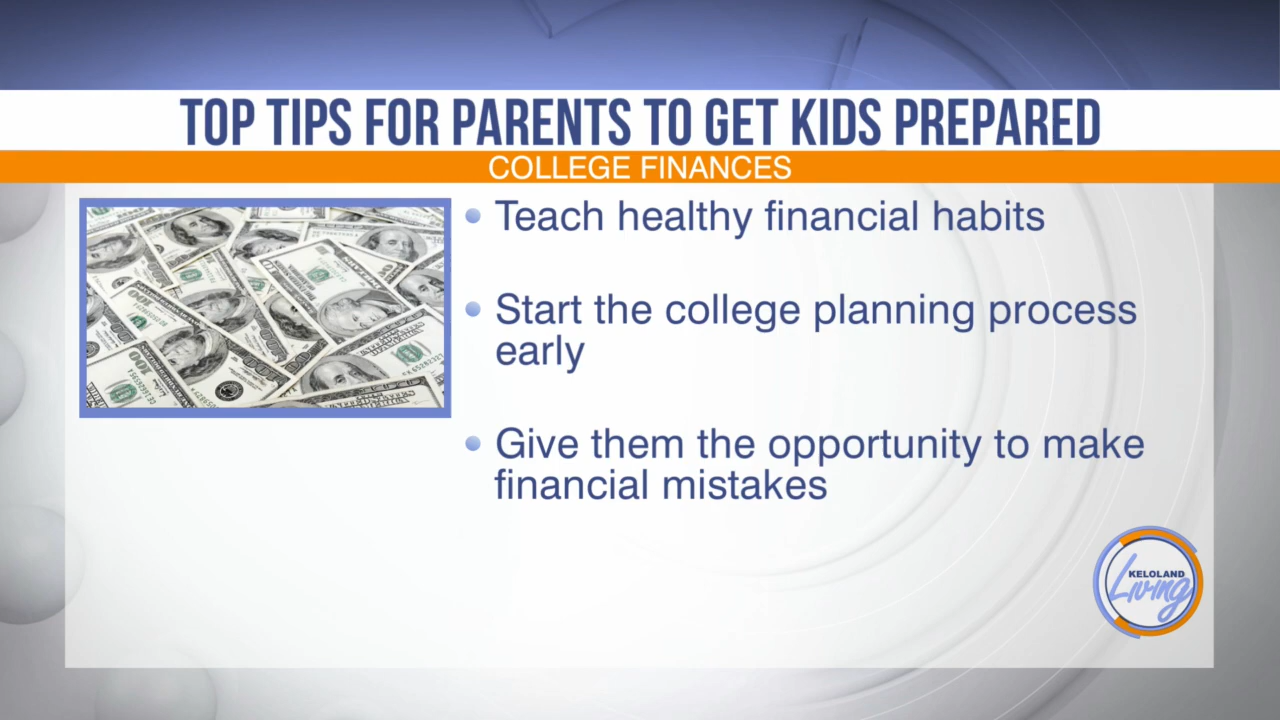 TOP TIPS FOR PARENTS TO GET KIDS PREPARED
COLLEGE FINANCES
Teach healthy financial habits
Start the college planning process
early
Give them the opportunity to make
financial mistakes
KELOLAND
Living